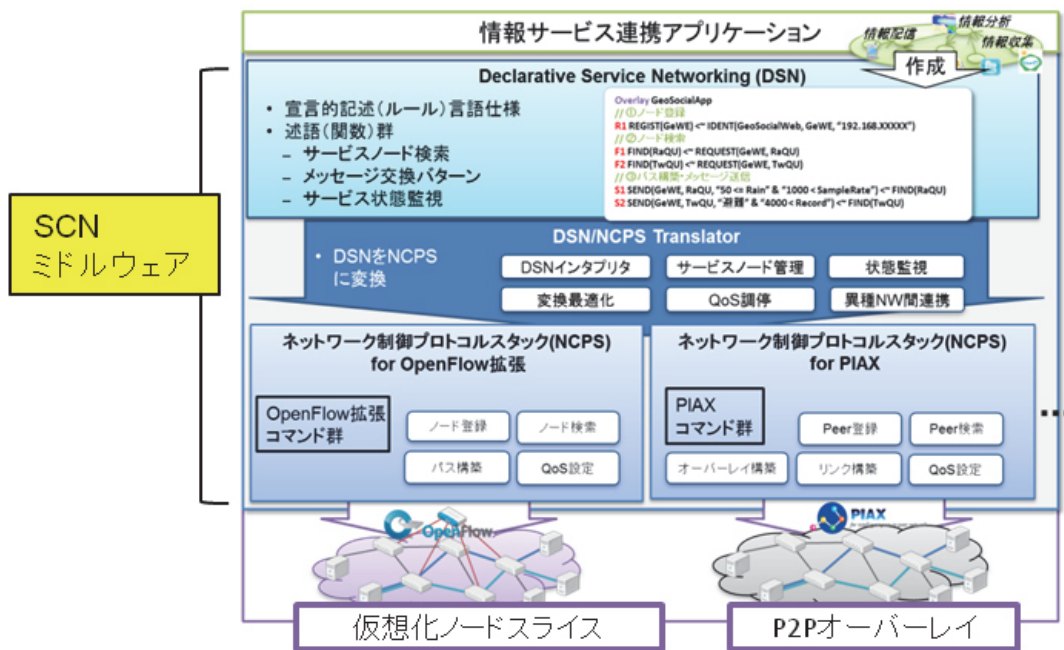 情報サービス連携アプリケーション
情報配信
情報分析
情報収集
作成
SCN
ミドルウェア
Declarative Service Networking (DSN)
• 宣言的記述(ルール)言語仕様
• 述語(関数)群
– サービスノード検索
– メッセージ交換パターン
– サービス状態監視
Overlay GeoSocialApp
// ①ノード登録
R1 REGIST(GeWE) <~ IDENT(GeoSocialWeb, GeWE, "192.168.XXXXX")
// ②ノード検索
F1 FIND(RaQU) <~ REQUEST(GeWE, RaQU)
F2 FIND(TwQU) <~ REQUEST(GeWE, TwQU)
// ③パス構築・メッセージ送信
S1 SEND(GeWE, RaQU, "50 <= Rain" & "1000 < SampleRate") <~ FIND(RaQU)
S2 SEND(GeWE, TwQU, "避難" & "4000 < Record") <~ FIND(TwQU)
DSN/NCPS Translator
• DSNをNCPS
に変換
DSNインタプリタ
サービスノード管理
状態監視
変換最適化
QoS調停
異種NW間連携
ネットワーク制御プロトコルスタック(NCPS)
for OpenFlow拡張
OpenFlow拡張
コマンド群
ノード登録
ノード検索
パス構築
QoS設定
ネットワーク制御プロトコルスタック(NCPS)
for PIAX
PIAX
コマンド群
Peer登録
Peer検索
オーバーレイ構築
リンク構築
QoS設定
...
OpenFlow
PIAX
仮想化ノードスライス
P2Pオーバーレイ